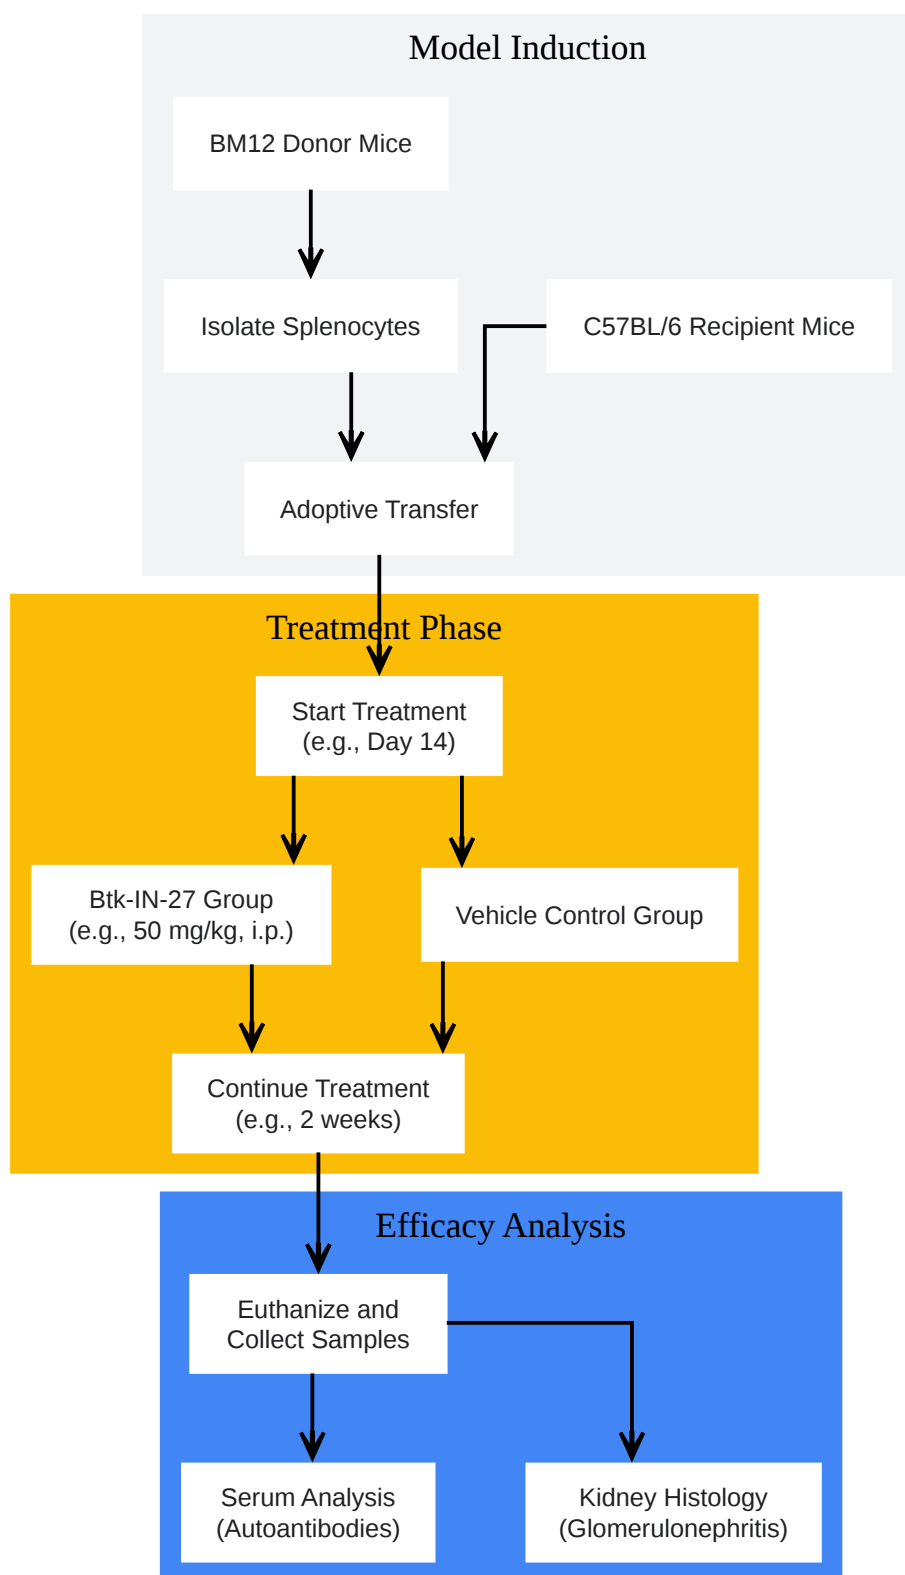 Model Induction
BM12 Donor Mice
Isolate Splenocytes
C57BL/6 Recipient Mice
Adoptive Transfer
Treatment Phase
Start Treatment
(e.g., Day 14)
Btk-IN-27 Group
(e.g., 50 mg/kg, i.p.)
Vehicle Control Group
Continue Treatment
(e.g., 2 weeks)
Efficacy Analysis
Euthanize and
Collect Samples
Serum Analysis
(Autoantibodies)
Kidney Histology
(Glomerulonephritis)